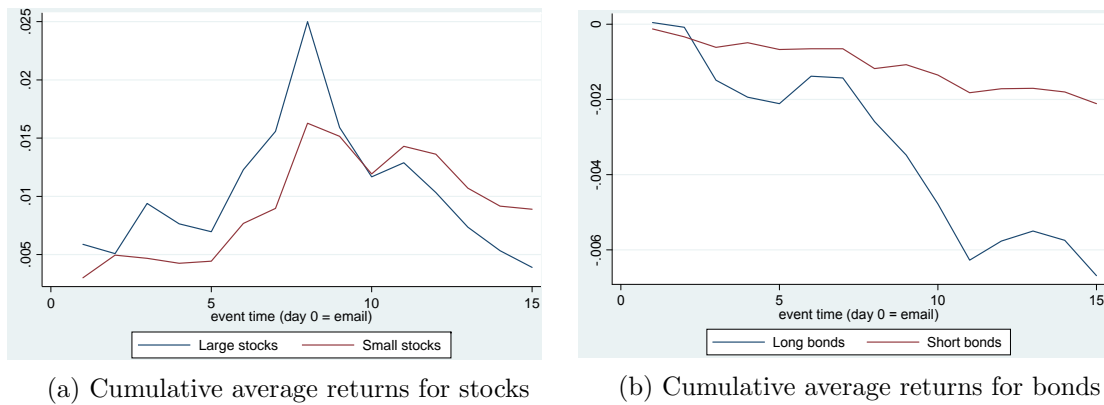 .025
.02
.015
.01
.005
0
5
10
15
event time (day 0 = email)
Large stocks
Small stocks
(a) Cumulative average returns for stocks
0
-.002
-.004
-.006
0
5
10
15
event time (day 0 = email)
Long bonds
Short bonds
(b) Cumulative average returns for bonds